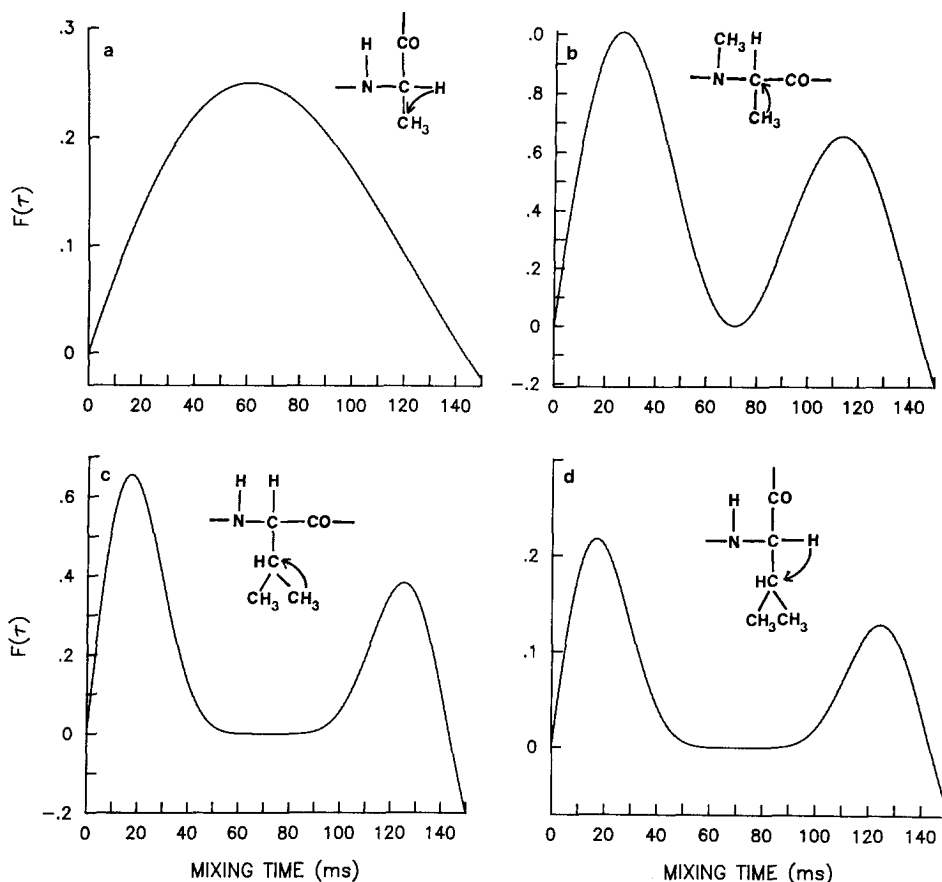 .3
.2
.1
0
F(τ)
a
CO
H
N C H
CH₃
0 20 40 60 80 100 120 140
.0
.8
.6
.4
.2
0
-.2
b
CH₃ H
N C CO
CH₃
0 20 40 60 80 100 120 140
.6
.4
.2
0
-.2
F(τ)
c
H H
N C CO
HC
CH₃ CH₃
0 20 40 60 80 100 120 140
MIXING TIME (ms)
.2
.1
0
d
CO
H
N C H
HC
CH₃ CH₃
0 20 40 60 80 100 120 140
MIXING TIME (ms)